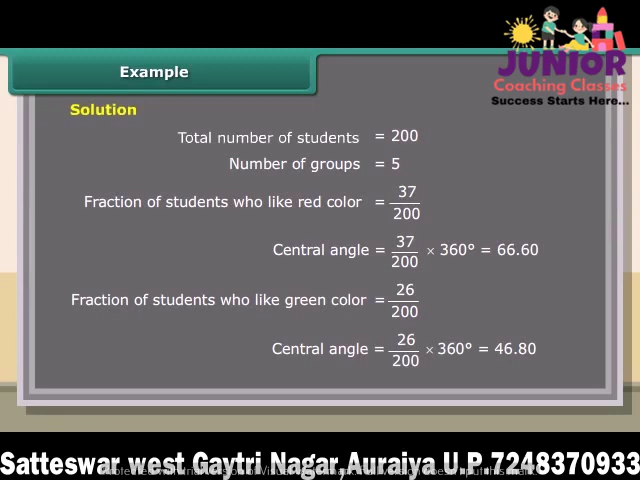 JUNIOR
Coaching Classes
Success Starts Here...
Example
Solution
Total number of students = 200
Number of groups = 5
Fraction of students who like red color = 37/200
Central angle = 37/200 × 360° = 66.60
Fraction of students who like green color = 26/200
Central angle = 26/200 × 360° = 46.80
Satteswar west Gaytri Nagar,Auraiya U.P.7248370933